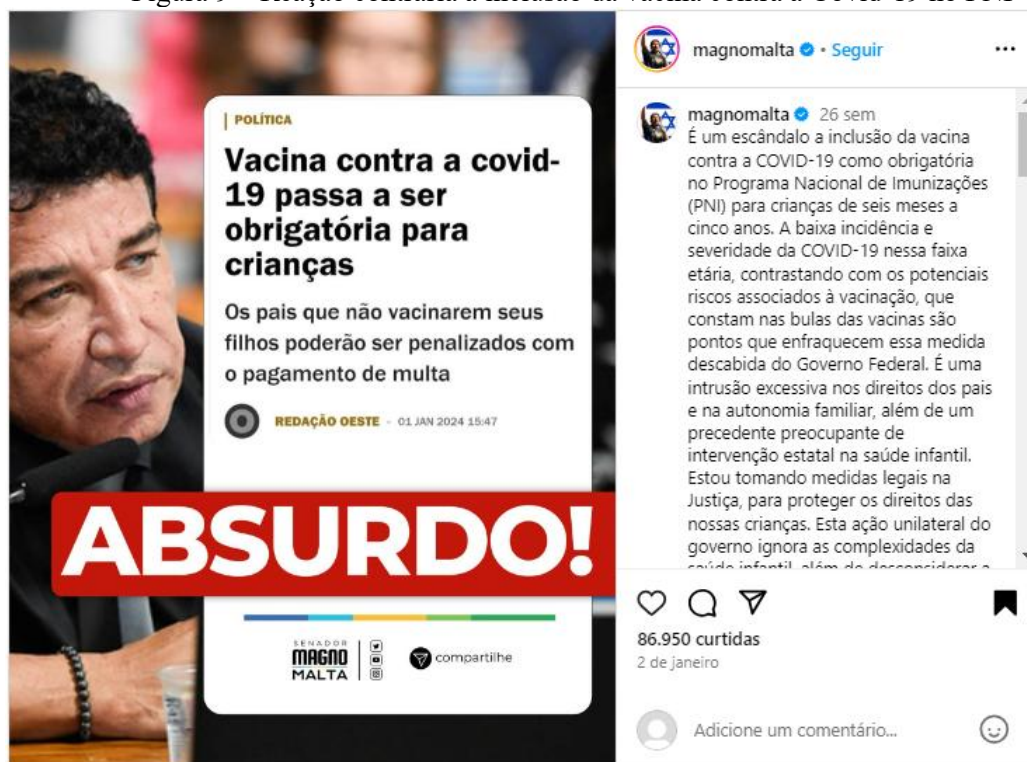 magnomalta • Seguir
POLÍTICA
Vacina contra a covid-
19 passa a ser
obrigatória para
crianças
Os pais que não vacinarem seus
filhos poderão ser penalizados com
o pagamento de multa
REDAÇÃO OESTE - 01 JAN 2024 15:47
ABSURDO!
SENADOR
MAGNO
MALTA
compartilhe
magnomalta 26 sem
É um escândalo a inclusão da vacina
contra a COVID-19 como obrigatória
no Programa Nacional de Imunizações
(PNI) para crianças de seis meses a
cinco anos. A baixa incidência e
severidade da COVID-19 nessa faixa
etária, contrastando com os potenciais
riscos associados à vacinação, que
constam nas bulas das vacinas são
pontos que enfraquecem essa medida
descabida do Governo Federal. É uma
intrusão excessiva nos direitos dos pais
e na autonomia familiar, além de um
precedente preocupante de
intervenção estatal na saúde infantil.
Estou tomando medidas legais na
Justiça, para proteger os direitos das
nossas crianças. Esta ação unilateral do
governo ignora as complexidades da
86.950 curtidas
2 de janeiro
Adicione um comentário...